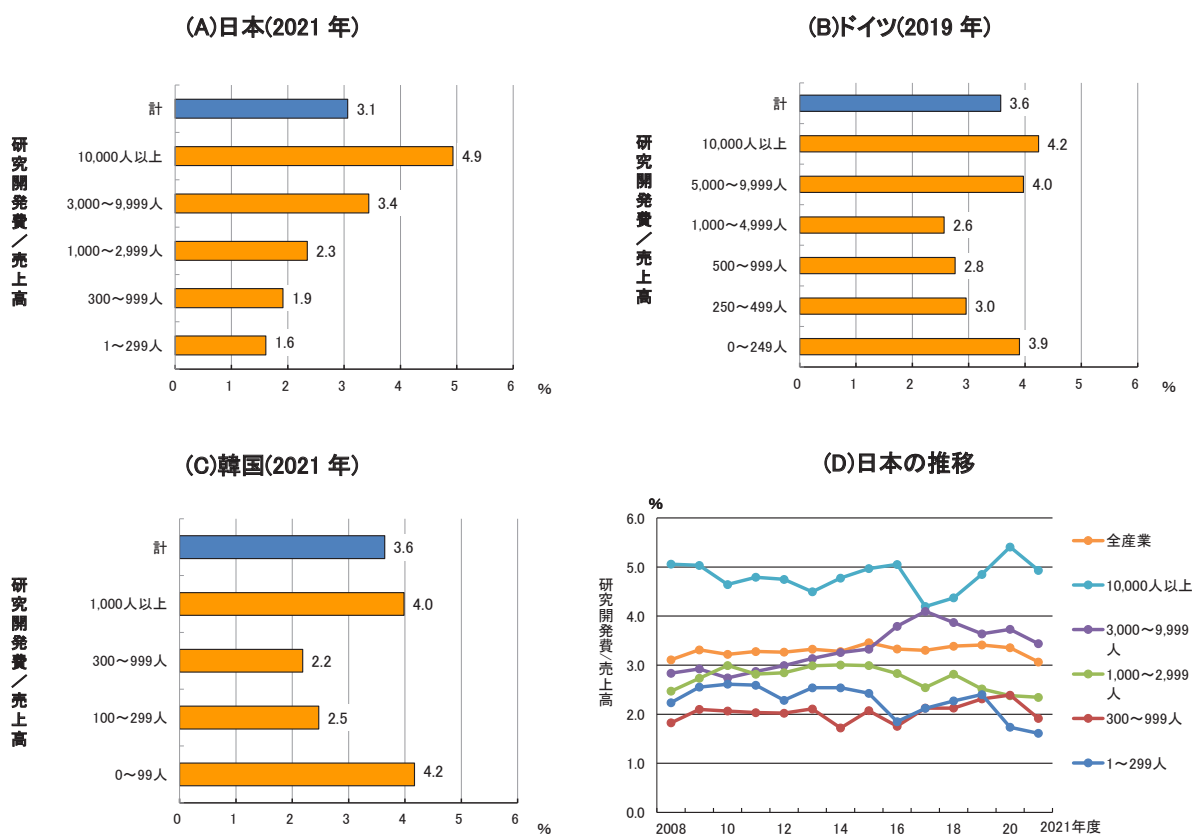 (A)日本(2021 年)
研究開発費/売上高
計
3.1
10,000人以上
4.9
3,000～9,999人
3.4
1,000～2,999人
2.3
300～999人
1.9
1～299人
1.6
0 1 2 3 4 5 6
%
(B)ドイツ(2019 年)
研究開発費/売上高
計
3.6
10,000人以上
4.2
5,000～9,999人
4.0
1,000～4,999人
2.6
500～999人
2.8
250～499人
3.0
0～249人
3.9
0 1 2 3 4 5 6
%
(C)韓国(2021 年)
研究開発費/売上高
計
3.6
1,000人以上
4.0
300～999人
2.2
100～299人
2.5
0～99人
4.2
0 1 2 3 4 5 6
%
(D)日本の推移
%
研究開発費/売上高
6.0
5.0
4.0
3.0
2.0
1.0
0.0
2008 10 12 14 16 18 20 2021年度
全産業
10,000人以上
3,000～9,999
人
1,000～2,999
人
300～999人
1～299人